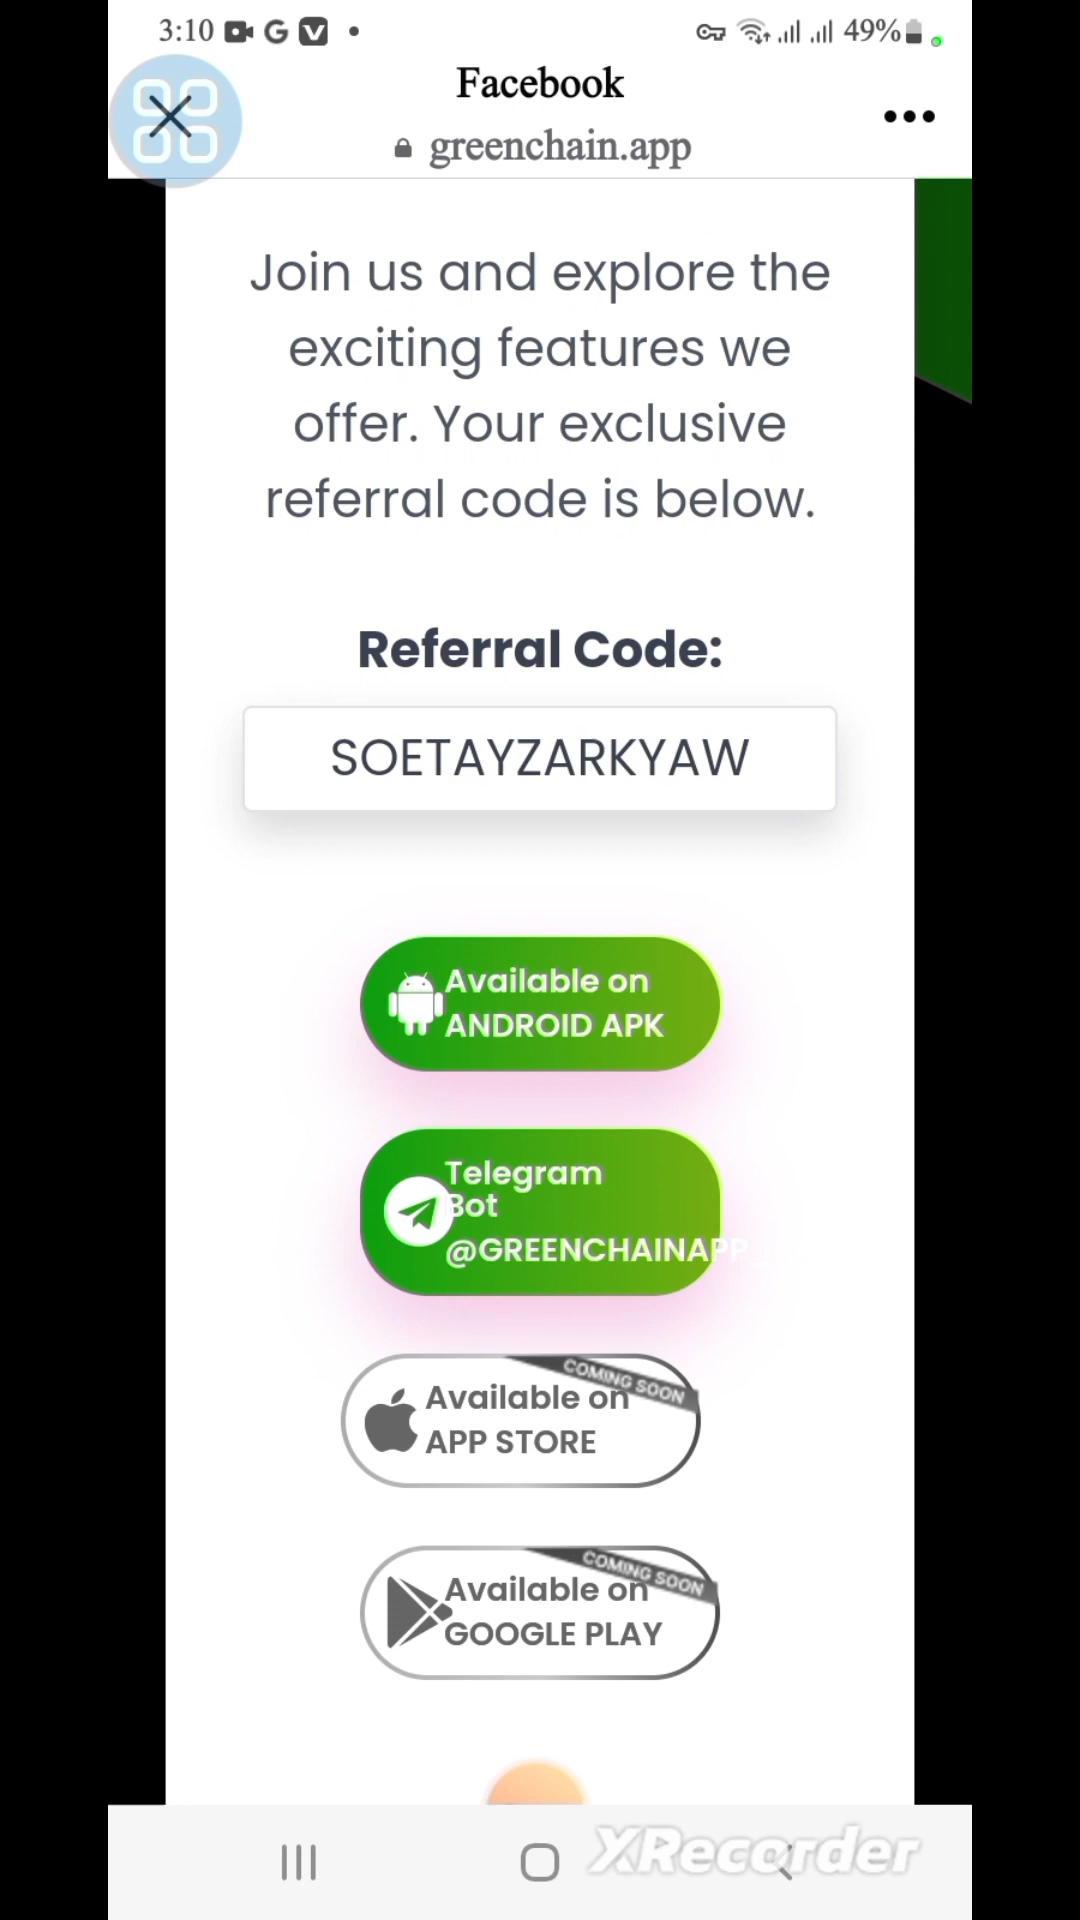 3:10 G V 49%
Facebook
greenchain.app
Join us and explore the
exciting features we
offer. Your exclusive
referral code is below.
Referral Code:
SOETAYZARKYAW
Available on
ANDROID APK
Telegram
Bot
@GREENCHAINAPP
COMING SOON
Available on
APP STORE
COMING SOON
Available on
GOOGLE PLAY
XRecorder